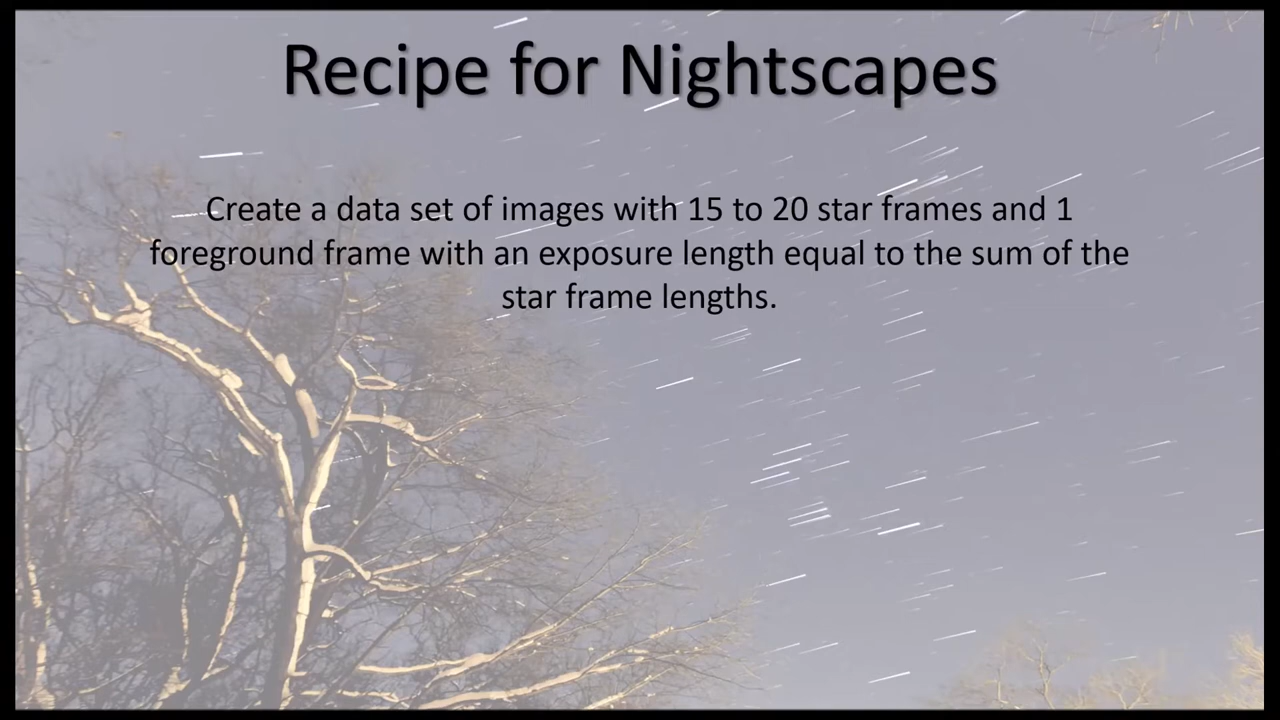 Recipe for Nightscapes
Create a data set of images with 15 to 20 star frames and 1
foreground frame with an exposure length equal to the sum of the
star frame lengths.